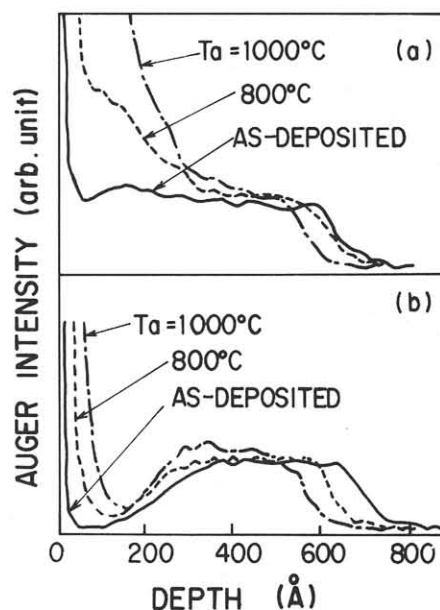 (a)
Ta=1000°C
800°C
AS-DEPOSITED
(b)
Ta=1000°C
800°C
AS-DEPOSITED
AUGER INTENSITY (arb. unit)
0 200 400 600 800
DEPTH (Å)